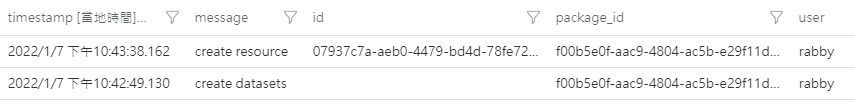 timestamp [當地時間]... message id package_id user
2022/1/7 下午10:43:38.162 create resource 07937c7a-aeb0-4479-bd4d-78fe72... f00b5e0f-aac9-4804-ac5b-e29f11d... rabby
2022/1/7 下午10:42:49.130 create datasets f00b5e0f-aac9-4804-ac5b-e29f11d... rabby